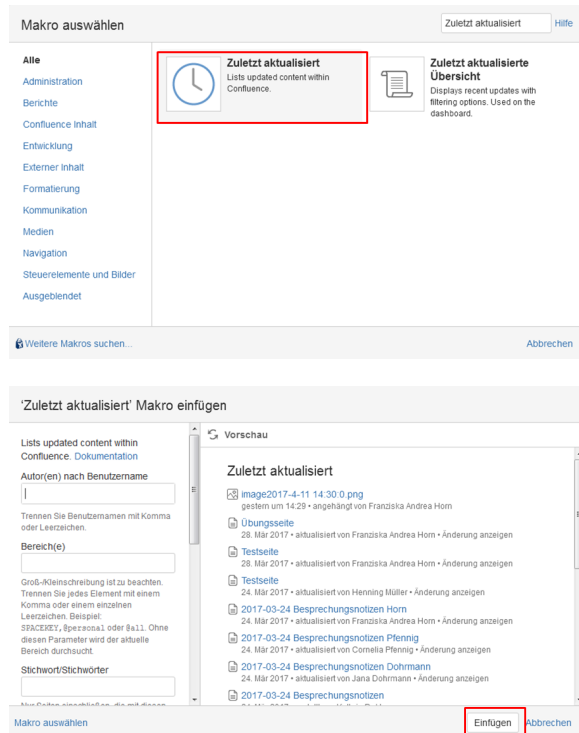 Makro auswählen
Zuletzt aktualisiert
Hilfe
Alle
Administration
Berichte
Confluence Inhalt
Entwicklung
Externer Inhalt
Formatierung
Kommunikation
Medien
Navigation
Steuerelemente und Bilder
Ausgeblendet
Zuletzt aktualisiert
Lists updated content within
Confluence.
Zuletzt aktualisierte
Übersicht
Displays recent updates with
filtering options. Used on the
dashboard.
Weitere Makros suchen...
Abbrechen
'Zuletzt aktualisiert' Makro einfügen
Lists updated content within
Confluence. Dokumentation
Autor(en) nach Benutzername
Trennen Sie Benutzernamen mit Komma
oder Leerzeichen.
Bereich(e)
Groß-/Kleinschreibung ist zu beachten.
Trennen Sie jedes Element mit einem
Komma oder einem einzelnen
Leerzeichen. Beispiel:
SPACEKEY, @personal oder @all. Ohne
diesen Parameter wird der aktuelle
Bereich durchsucht.
Stichwort/Stichwörter
Vorschau
Zuletzt aktualisiert
image2017-4-11 14:30:0.png
gestern um 14:29 • angehängt von Franziska Andrea Horn
Übungsseite
28. Mär 2017 • aktualisiert von Franziska Andrea Horn • Änderung anzeigen
Testseite
28. Mär 2017 • aktualisiert von Franziska Andrea Horn • Änderung anzeigen
Testseite
24. Mär 2017 • aktualisiert von Henning Müller • Änderung anzeigen
2017-03-24 Besprechungsnotizen Horn
24. Mär 2017 • aktualisiert von Franziska Andrea Horn • Änderung anzeigen
2017-03-24 Besprechungsnotizen Pfennig
24. Mär 2017 • aktualisiert von Cornelia Pfennig • Änderung anzeigen
2017-03-24 Besprechungsnotizen Dohrmann
24. Mär 2017 • aktualisiert von Jana Dohrmann • Änderung anzeigen
2017-03-24 Besprechungsnotizen
Makro auswählen
Einfügen
Abbrechen